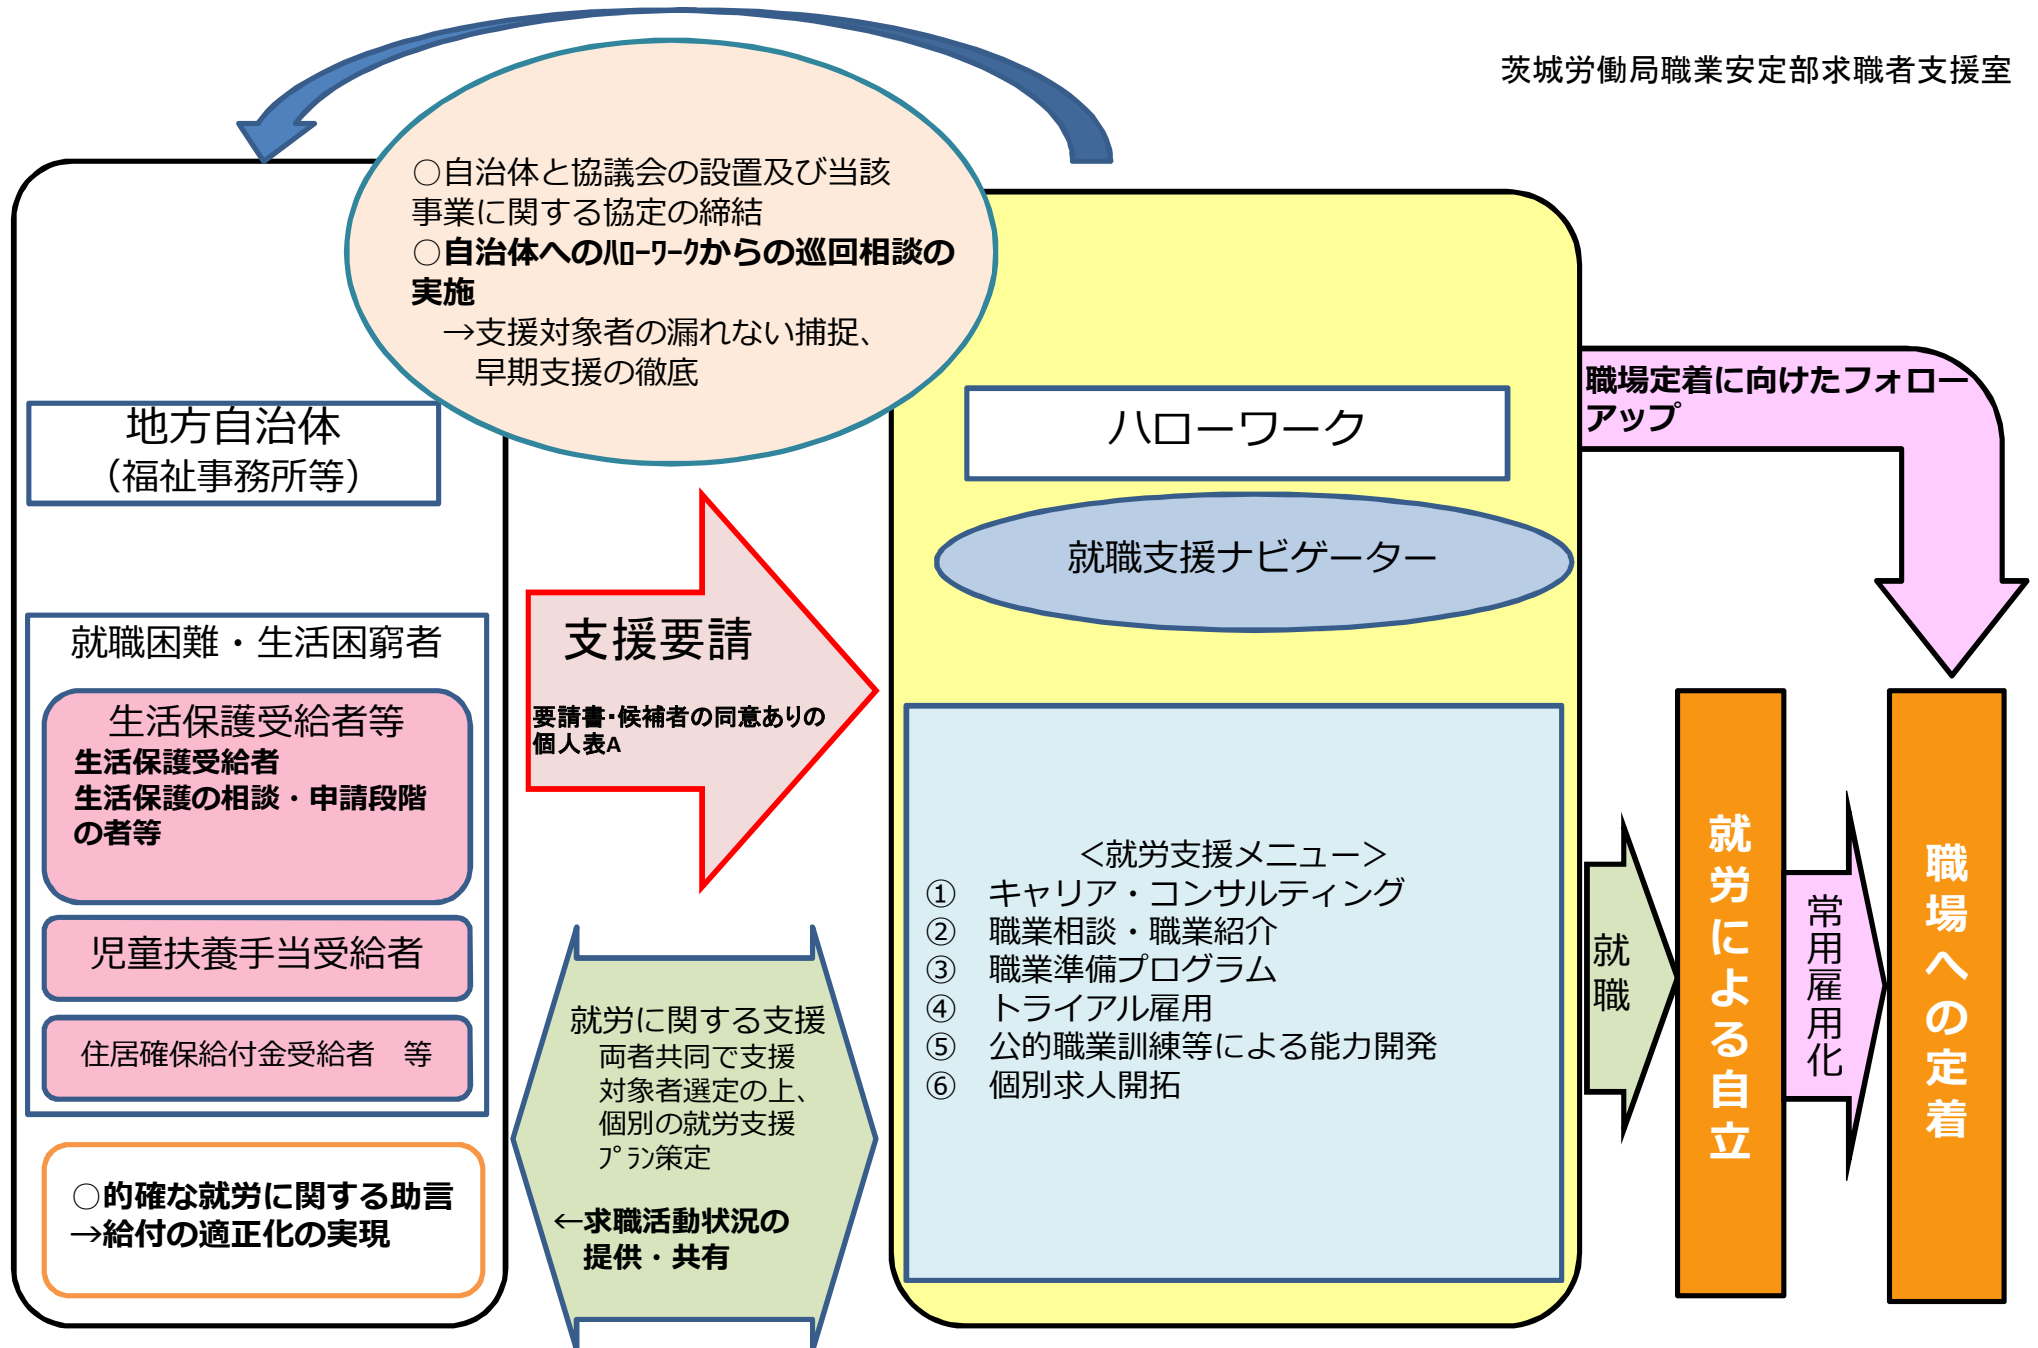 茨城労働局職業安定部求職者支援室
○自治体と協議会の設置及び当該
事業に関する協定の締結
○自治体へのﾊﾛｰﾜｰｸからの巡回相談の
実施
→支援対象者の漏れない捕捉、
早期支援の徹底
地方自治体
（福祉事務所等）
就職困難・生活困窮者
生活保護受給者等
生活保護受給者
生活保護の相談・申請段階
の者等
児童扶養手当受給者
住居確保給付金受給者　等
○的確な就労に関する助言
→給付の適正化の実現
支援要請
要請書・候補者の同意ありの
個人表A
就労に関する支援
両者共同で支援
対象者選定の上、
個別の就労支援
ﾌﾟﾗﾝ策定
←求職活動状況の
提供・共有
ハローワーク
就職支援ナビゲーター
＜就労支援メニュー＞
①　キャリア・コンサルティング
②　職業相談・職業紹介
③　職業準備プログラム
④　トライアル雇用
⑤　公的職業訓練等による能力開発
⑥　個別求人開拓
職場定着に向けたフォロー
アップ
就職
就労による自立
常用雇用化
職場への定着